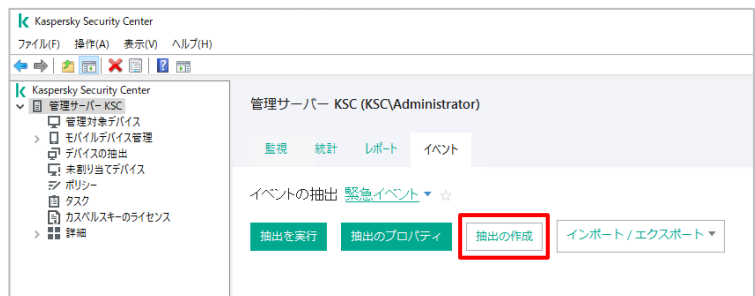 Kaspersky Security Center
ファイル(F) 操作(A) 表示(V) ヘルプ(H)
Kaspersky Security Center
管理サーバー KSC
管理対象デバイス
モバイルデバイス管理
デバイスの抽出
未割り当てデバイス
ポリシー
タスク
カスペルスキーのライセンス
詳細
管理サーバー KSC (KSC\Administrator)
監視 統計 レポート イベント
イベントの抽出 緊急イベント
抽出を実行 抽出のプロパティ 抽出の作成 インポート / エクスポート